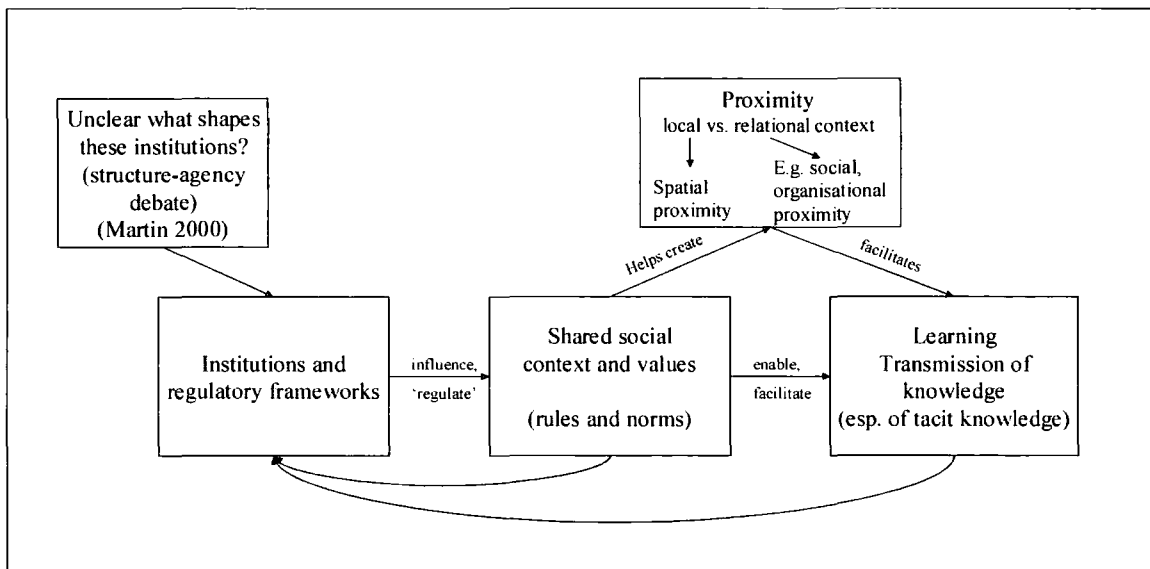 Unclear what shapes
these institutions?
(structure-agency
debate)
(Martin 2000)
Proximity
local vs. relational context
Spatial
proximity
E.g. social,
organisational
proximity
Helps create
facilitates
Institutions and
regulatory frameworks
influence,
‘regulate’
Shared social
context and values
(rules and norms)
enable,
facilitate
Learning
Transmission of
knowledge
(esp. of tacit knowledge)